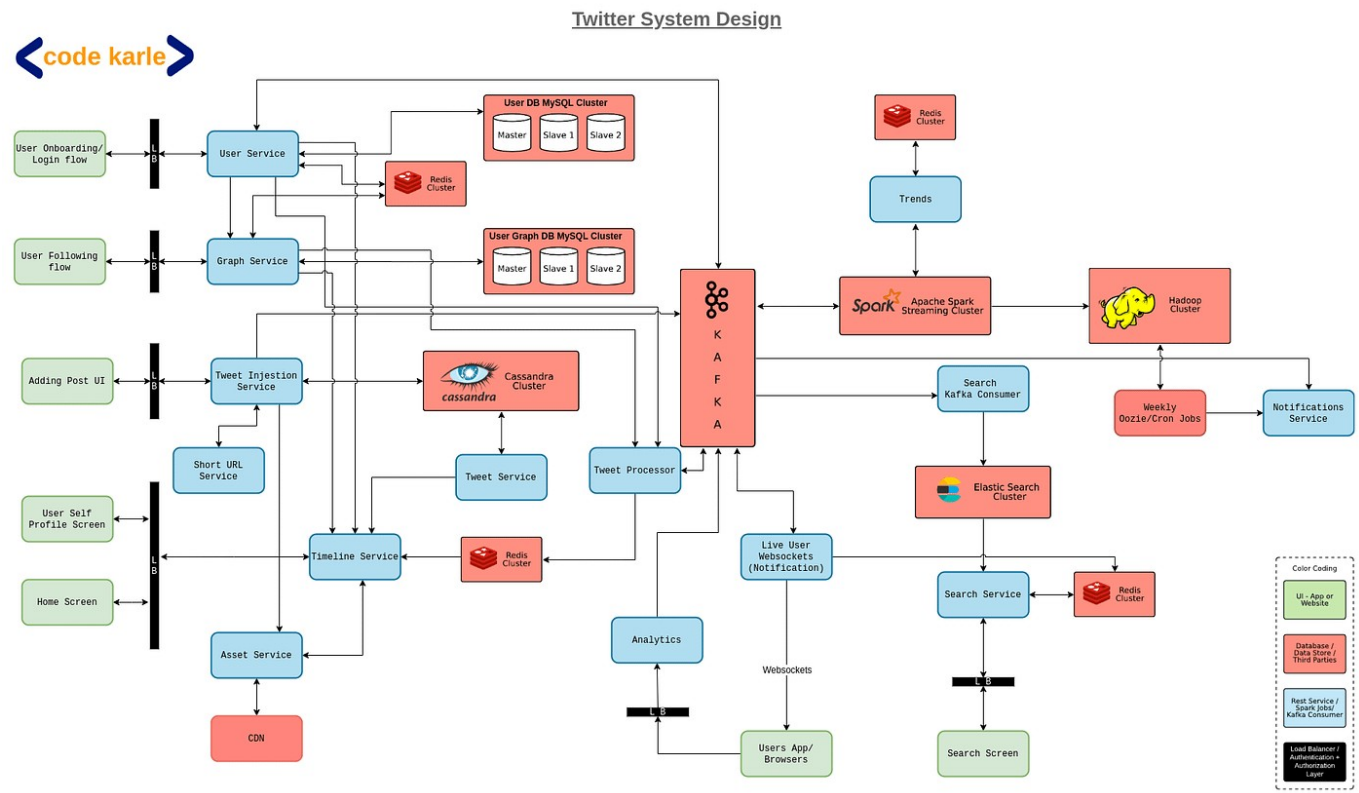 Twitter System Design
code karle
User Onboarding/
Login flow
L
B
User Service
User DB MySQL Cluster
Master
Slave 1
Slave 2
Redis
Cluster
User Following
flow
L
B
Graph Service
User Graph DB MySQL Cluster
Master
Slave 1
Slave 2
Adding Post UI
L
B
Tweet Injestion
Service
Cassandra
Cluster
cassandra
Short URL
Service
Tweet Service
Tweet Processor
User Self
Profile Screen
Home Screen
L
B
Timeline Service
Redis
Cluster
Asset Service
CDN
K
A
F
K
A
Redis
Cluster
Trends
Spark
Apache Spark
Streaming Cluster
Hadoop
Cluster
Search
Kafka Consumer
Weekly
Oozie/Cron Jobs
Notifications
Service
Elastic Search
Cluster
Live User
Websockets
(Notification)
Search Service
Redis
Cluster
Analytics
Websockets
L B
L B
Users App/
Browsers
Search Screen
Color Coding
UI - App or
Website
Database /
Data Store /
Third Parties
Rest Service /
Spark Jobs/
Kafka Consumer
Load Balancer /
Authentication +
Authorization
Layer